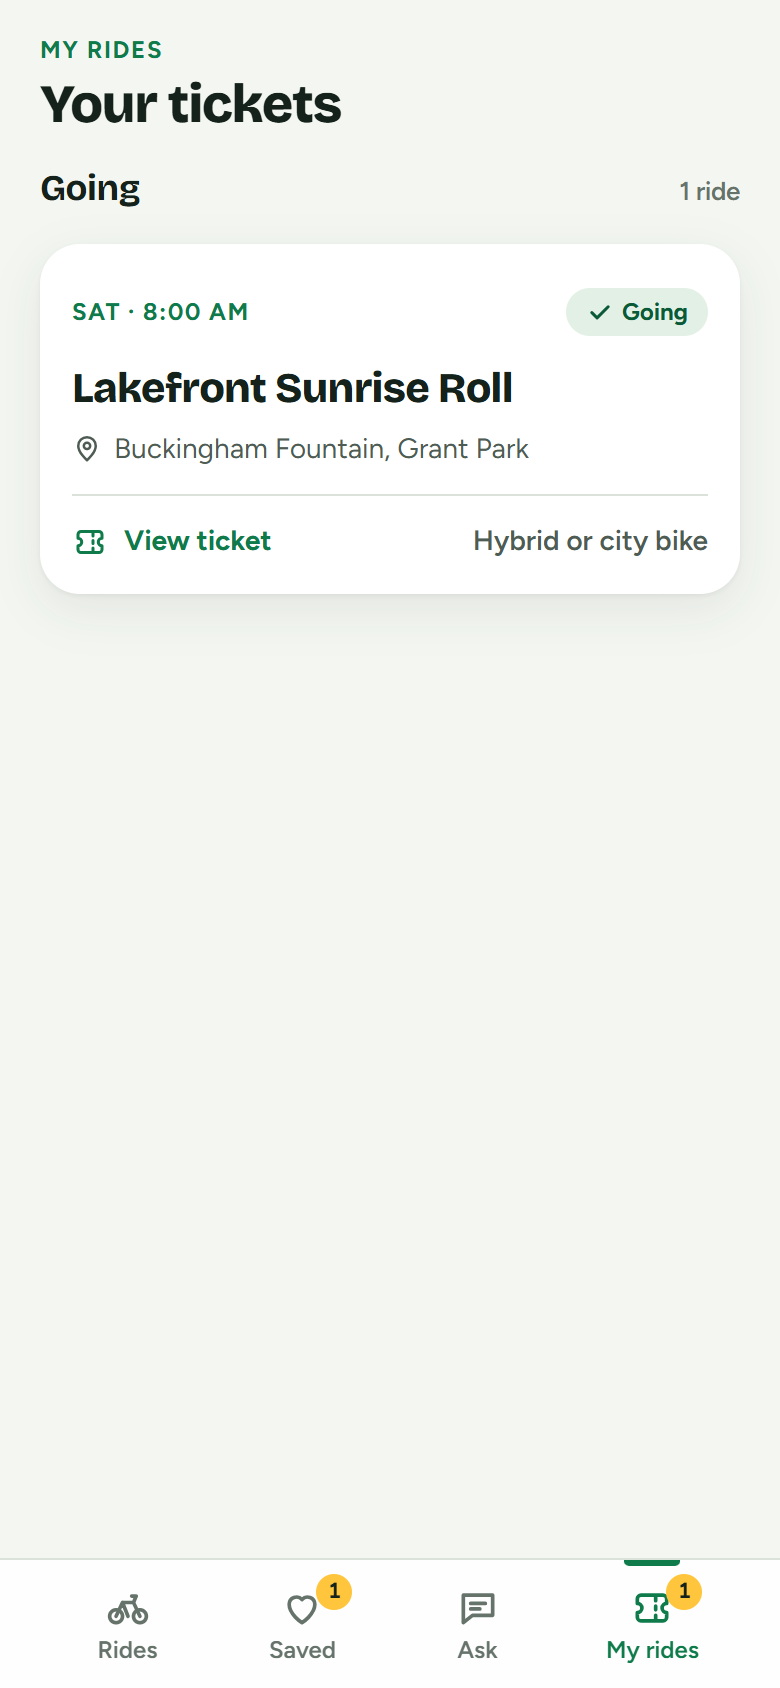 MY RIDES
Your tickets
Going
1 ride
SAT · 8:00 AM
Going
Lakefront Sunrise Roll
Buckingham Fountain, Grant Park
View ticket
Hybrid or city bike
1
1
Rides
Saved
Ask
My rides